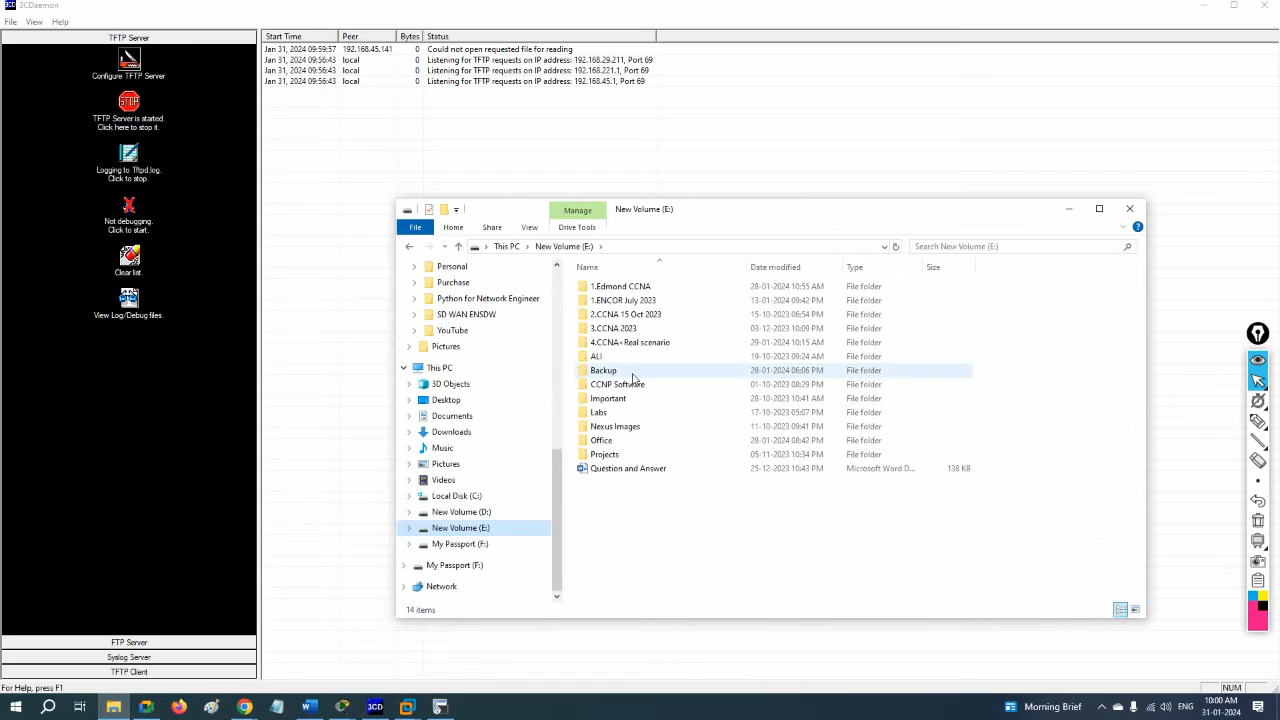 3CDaemon
File View Help
TFTP Server
Configure TFTP Server
STOP
TFTP Server is started.
Click here to stop it.
Logging to Tftpd.log.
Click to stop.
Not debugging.
Click to start.
Clear list.
View Log/Debug files.
FTP Server
Syslog Server
TFTP Client
For Help, press F1
Start Time Peer Bytes Status
Jan 31, 2024 09:59:57 192.168.45.141 0 Could not open requested file for reading
Jan 31, 2024 09:56:43 local 0 Listening for TFTP requests on IP address: 192.168.29.211, Port 69
Jan 31, 2024 09:56:43 local 0 Listening for TFTP requests on IP address: 192.168.221.1, Port 69
Jan 31, 2024 09:56:43 local 0 Listening for TFTP requests on IP address: 192.168.45.1, Port 69
Manage New Volume (E:)
File Home Share View Drive Tools
This PC New Volume (E:) Search New Volume (E:)
Personal
Purchase
Python for Network Engineer
SD WAN ENSDW
YouTube
Pictures
This PC
3D Objects
Desktop
Documents
Downloads
Music
Pictures
Videos
Local Disk (C:)
New Volume (D:)
New Volume (E:)
My Passport (F:)
My Passport (F:)
Network
Name Date modified Type Size
1.Edmond CCNA 28-01-2024 10:55 AM File folder
1.ENCOR July 2023 13-01-2024 09:42 PM File folder
2.CCNA 15 Oct 2023 15-10-2023 06:54 PM File folder
3.CCNA 2023 03-12-2023 10:09 PM File folder
4.CCNA+Real scenario 29-01-2024 10:15 AM File folder
ALI 19-10-2023 09:24 AM File folder
Backup 28-01-2024 06:06 PM File folder
CCNP Software 01-10-2023 08:29 PM File folder
Important 28-10-2023 10:41 AM File folder
Labs 17-10-2023 05:07 PM File folder
Nexus Images 11-10-2023 09:41 PM File folder
Office 28-01-2024 08:42 PM File folder
Projects 05-11-2023 10:34 PM File folder
Question and Answer 25-12-2023 10:43 PM Microsoft Word D... 138 KB
14 items
NUM
3CD
Morning Brief ENG 10:00 AM
31-01-2024